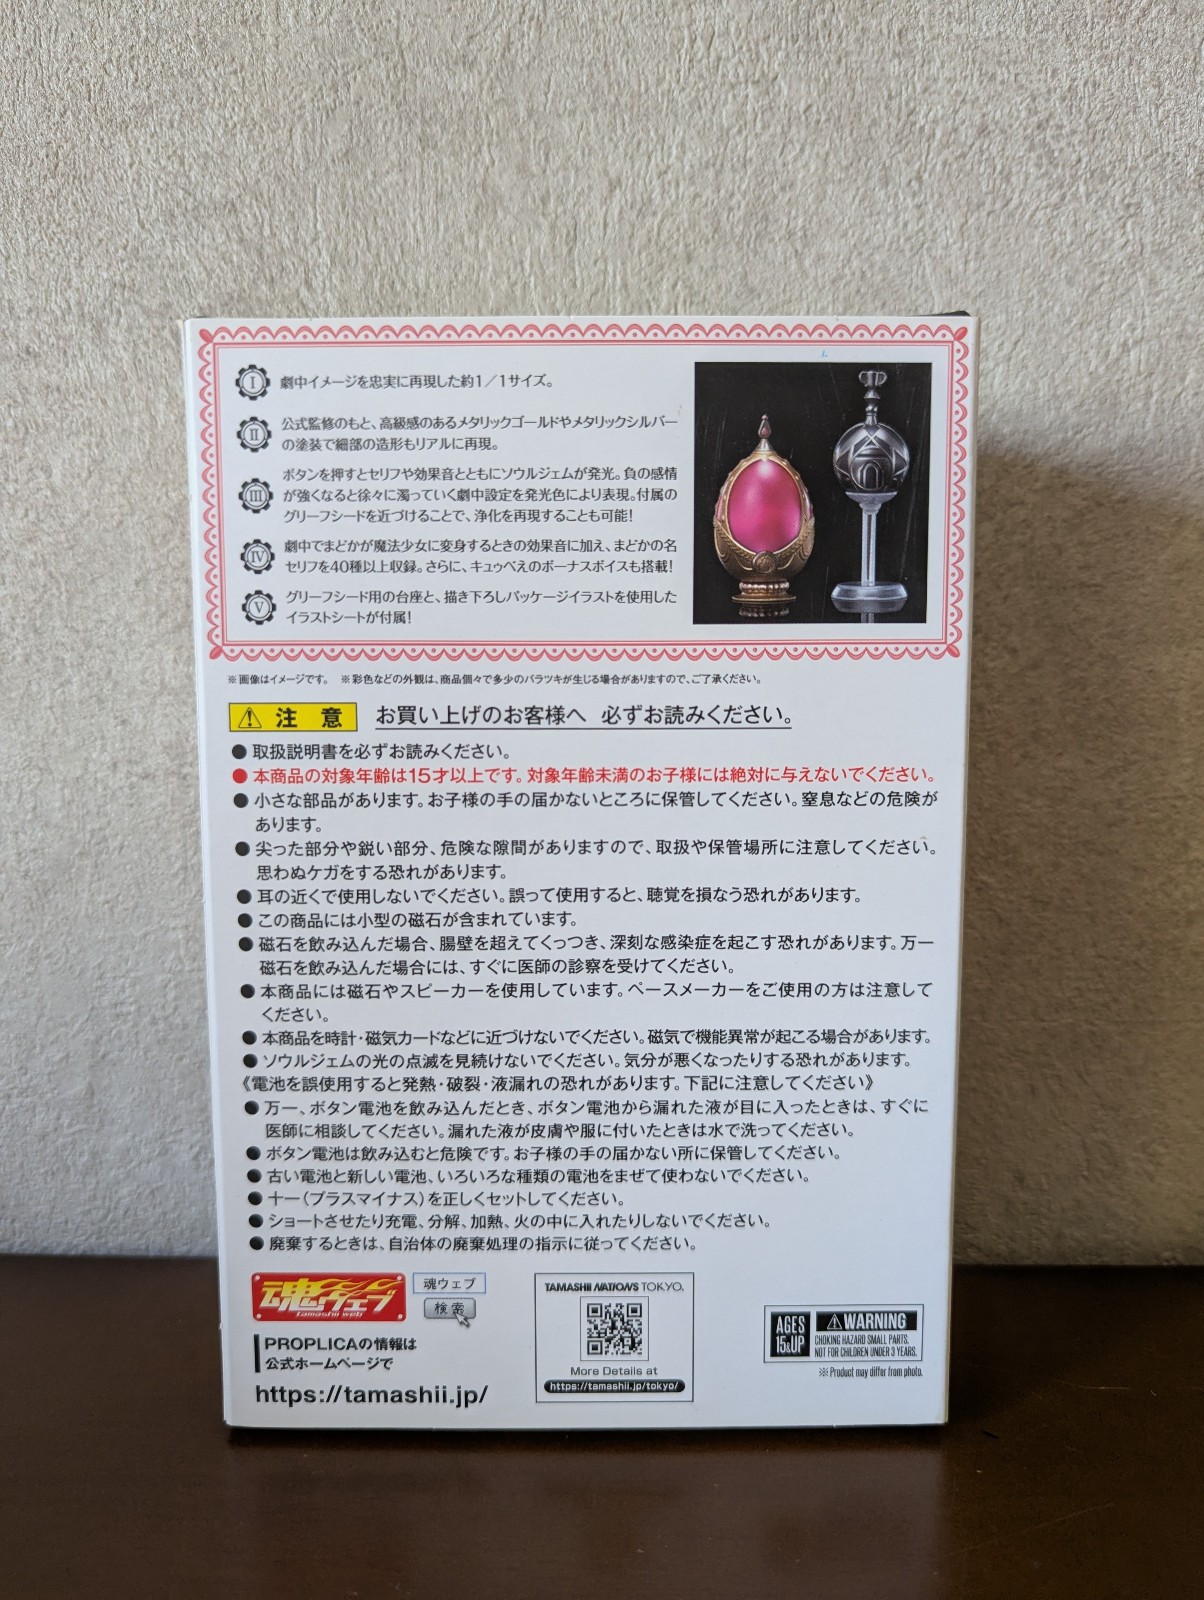 I 劇中イメージを忠実に再現した約1／1サイズ。
II 公式監修のもと、高級感のあるメタリックゴールドやメタリックシルバー
の塗装で細部の造形もリアルに再現。
III ボタンを押すとセリフや効果音とともにソウルジェムが発光。負の感情
が強くなると徐々に濁っていく劇中設定を発光色により表現。付属の
グリーフシードを近づけることで、浄化を再現することも可能！
IV 劇中でまどかが魔法少女に変身するときの効果音に加え、まどかの名
セリフを40種以上収録。さらに、キュゥべえのボーナスボイスも搭載！
V グリーフシード用の台座と、描き下ろしパッケージイラストを使用した
イラストシートが付属！
※画像はイメージです。 ※彩色などの外観は、商品個々で多少のバラツキが生じる場合がありますので、ご了承ください。
⚠注 意 お買い上げのお客様へ 必ずお読みください。
●取扱説明書を必ずお読みください。
●本商品の対象年齢は15才以上です。対象年齢未満のお子様には絶対に与えないでください。
●小さな部品があります。お子様の手の届かないところに保管してください。窒息などの危険が
あります。
●尖った部分や鋭い部分、危険な隙間がありますので、取扱や保管場所に注意してください。
思わぬケガをする恐れがあります。
●耳の近くで使用しないでください。誤って使用すると、聴覚を損なう恐れがあります。
●この商品には小型の磁石が含まれています。
●磁石を飲み込んだ場合、腸壁を超えてくっつき、深刻な感染症を起こす恐れがあります。万一
磁石を飲み込んだ場合には、すぐに医師の診察を受けてください。
●本商品には磁石やスピーカーを使用しています。ペースメーカーをご使用の方は注意して
ください。
●本商品を時計・磁気カードなどに近づけないでください。磁気で機能異常が起こる場合があります。
●ソウルジェムの光の点滅を見続けないでください。気分が悪くなったりする恐れがあります。
《電池を誤使用すると発熱・破裂・液漏れの恐れがあります。下記に注意してください》
●万一、ボタン電池を飲み込んだとき、ボタン電池から漏れた液が目に入ったときは、すぐに
医師に相談してください。漏れた液が皮膚や服に付いたときは水で洗ってください。
●ボタン電池は飲み込むと危険です。お子様の手の届かない所に保管してください。
●古い電池と新しい電池、いろいろな種類の電池をまぜて使わないでください。
●＋－（プラスマイナス）を正しくセットしてください。
●ショートさせたり充電、分解、加熱、火の中に入れたりしないでください。
●廃棄するときは、自治体の廃棄処理の指示に従ってください。
魂ウェブ
tamashii web
魂ウェブ
検索
PROPLICAの情報は
公式ホームページで
https://tamashii.jp/
TAMASHII NATIONS TOKYO.
More Details at
https://tamashii.jp/tokyo/
AGES
15&UP
⚠WARNING
CHOKING HAZARD SMALL PARTS.
NOT FOR CHILDREN UNDER 3 YEARS.
※Product may differ from photo.